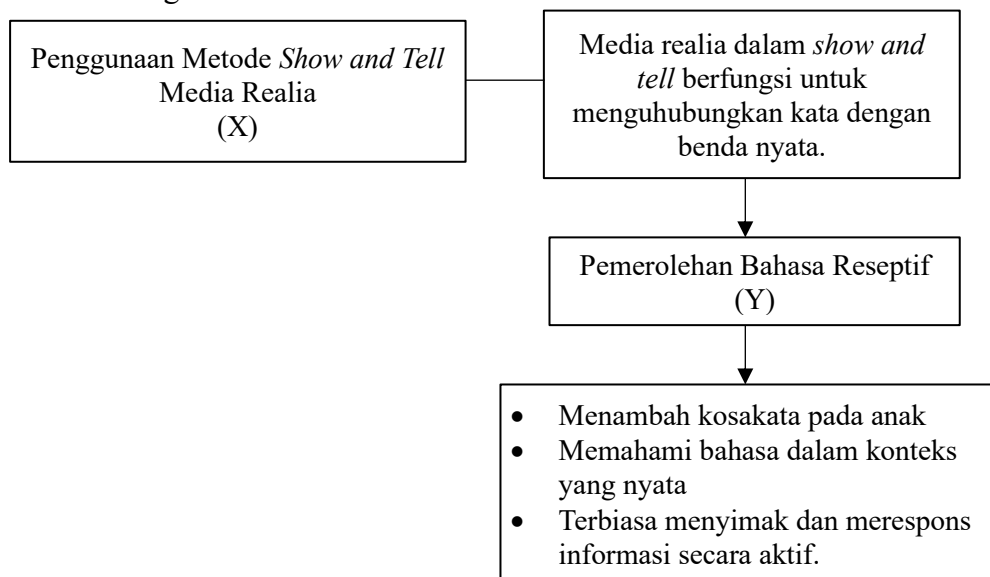 Penggunaan Metode Show and Tell
Media Realia
(X)
Media realia dalam show and
tell berfungsi untuk
menguhubungkan kata dengan
benda nyata.
Pemerolehan Bahasa Reseptif
(Y)
• Menambah kosakata pada anak
• Memahami bahasa dalam konteks
yang nyata
• Terbiasa menyimak dan merespons
informasi secara aktif.